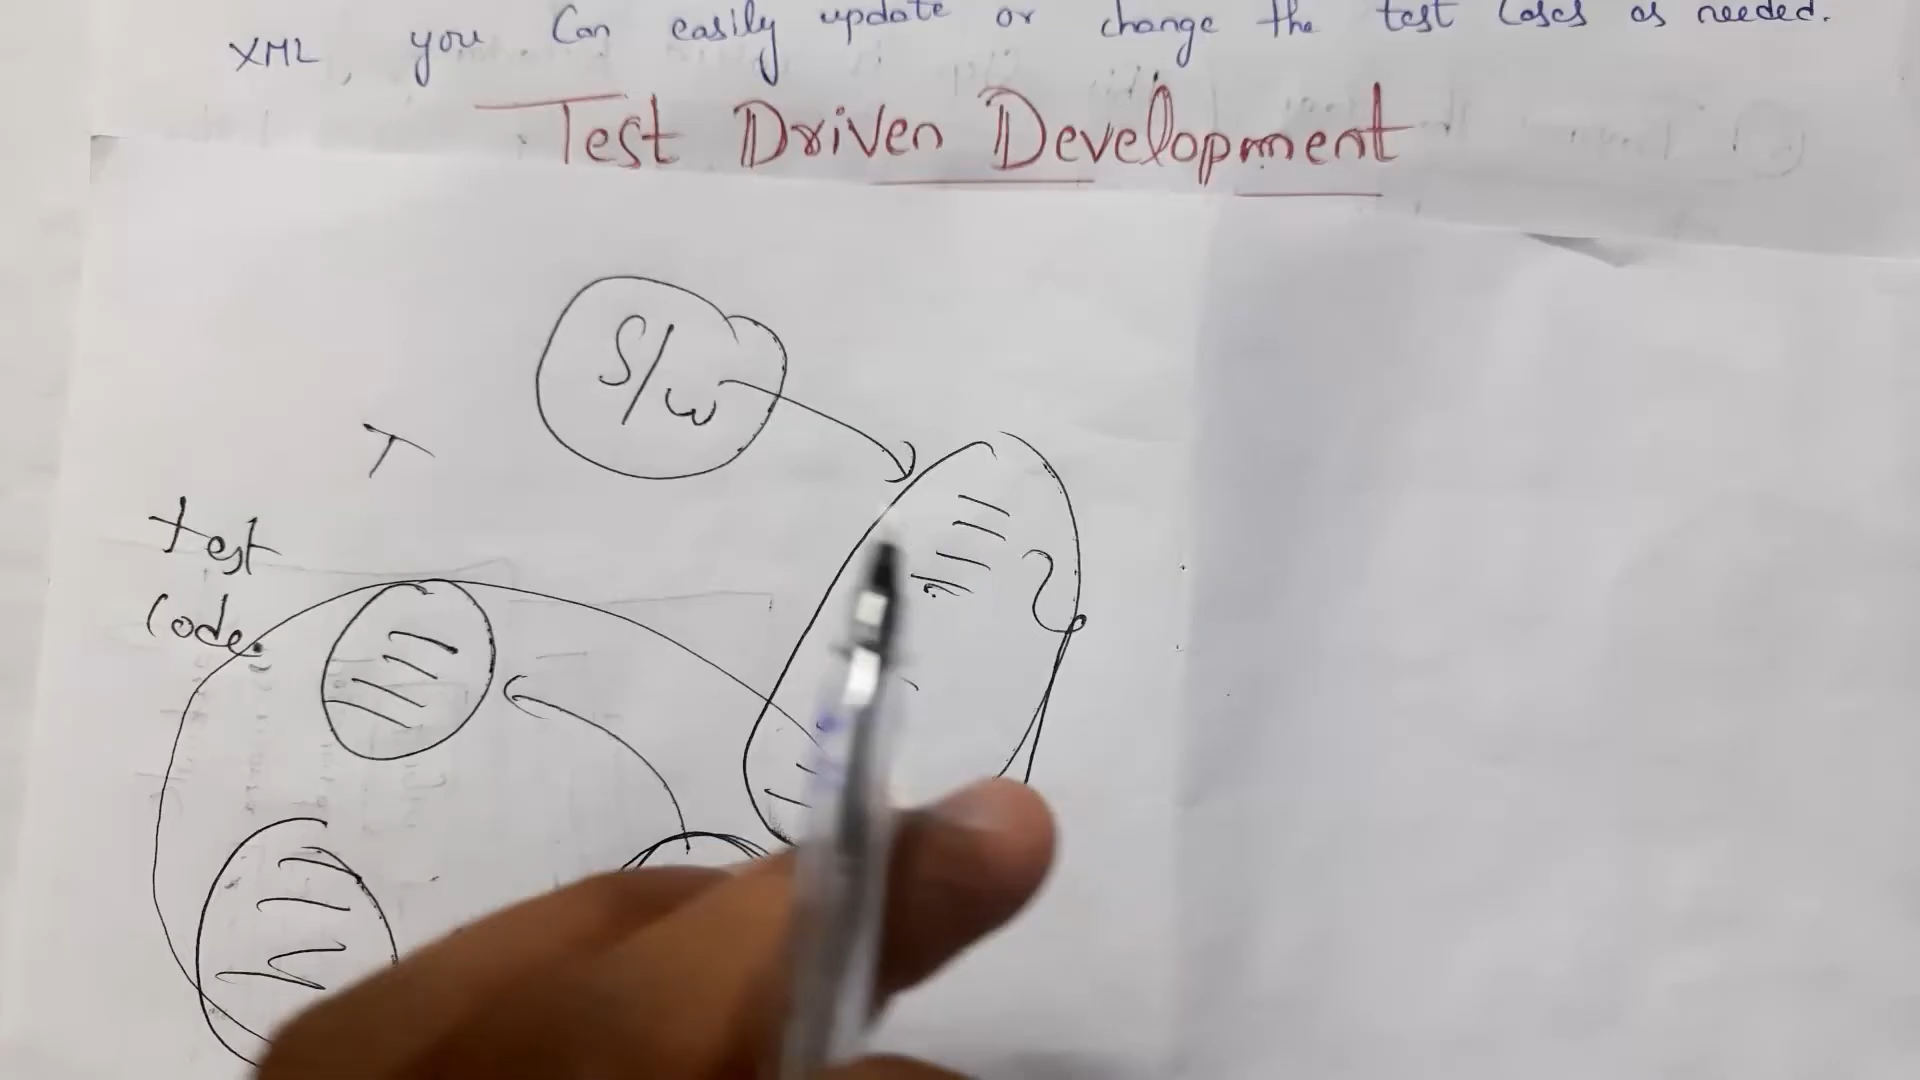 XML, you can easily update or change the test cases as needed.
Test Driven Development
S/W
T
test
code.